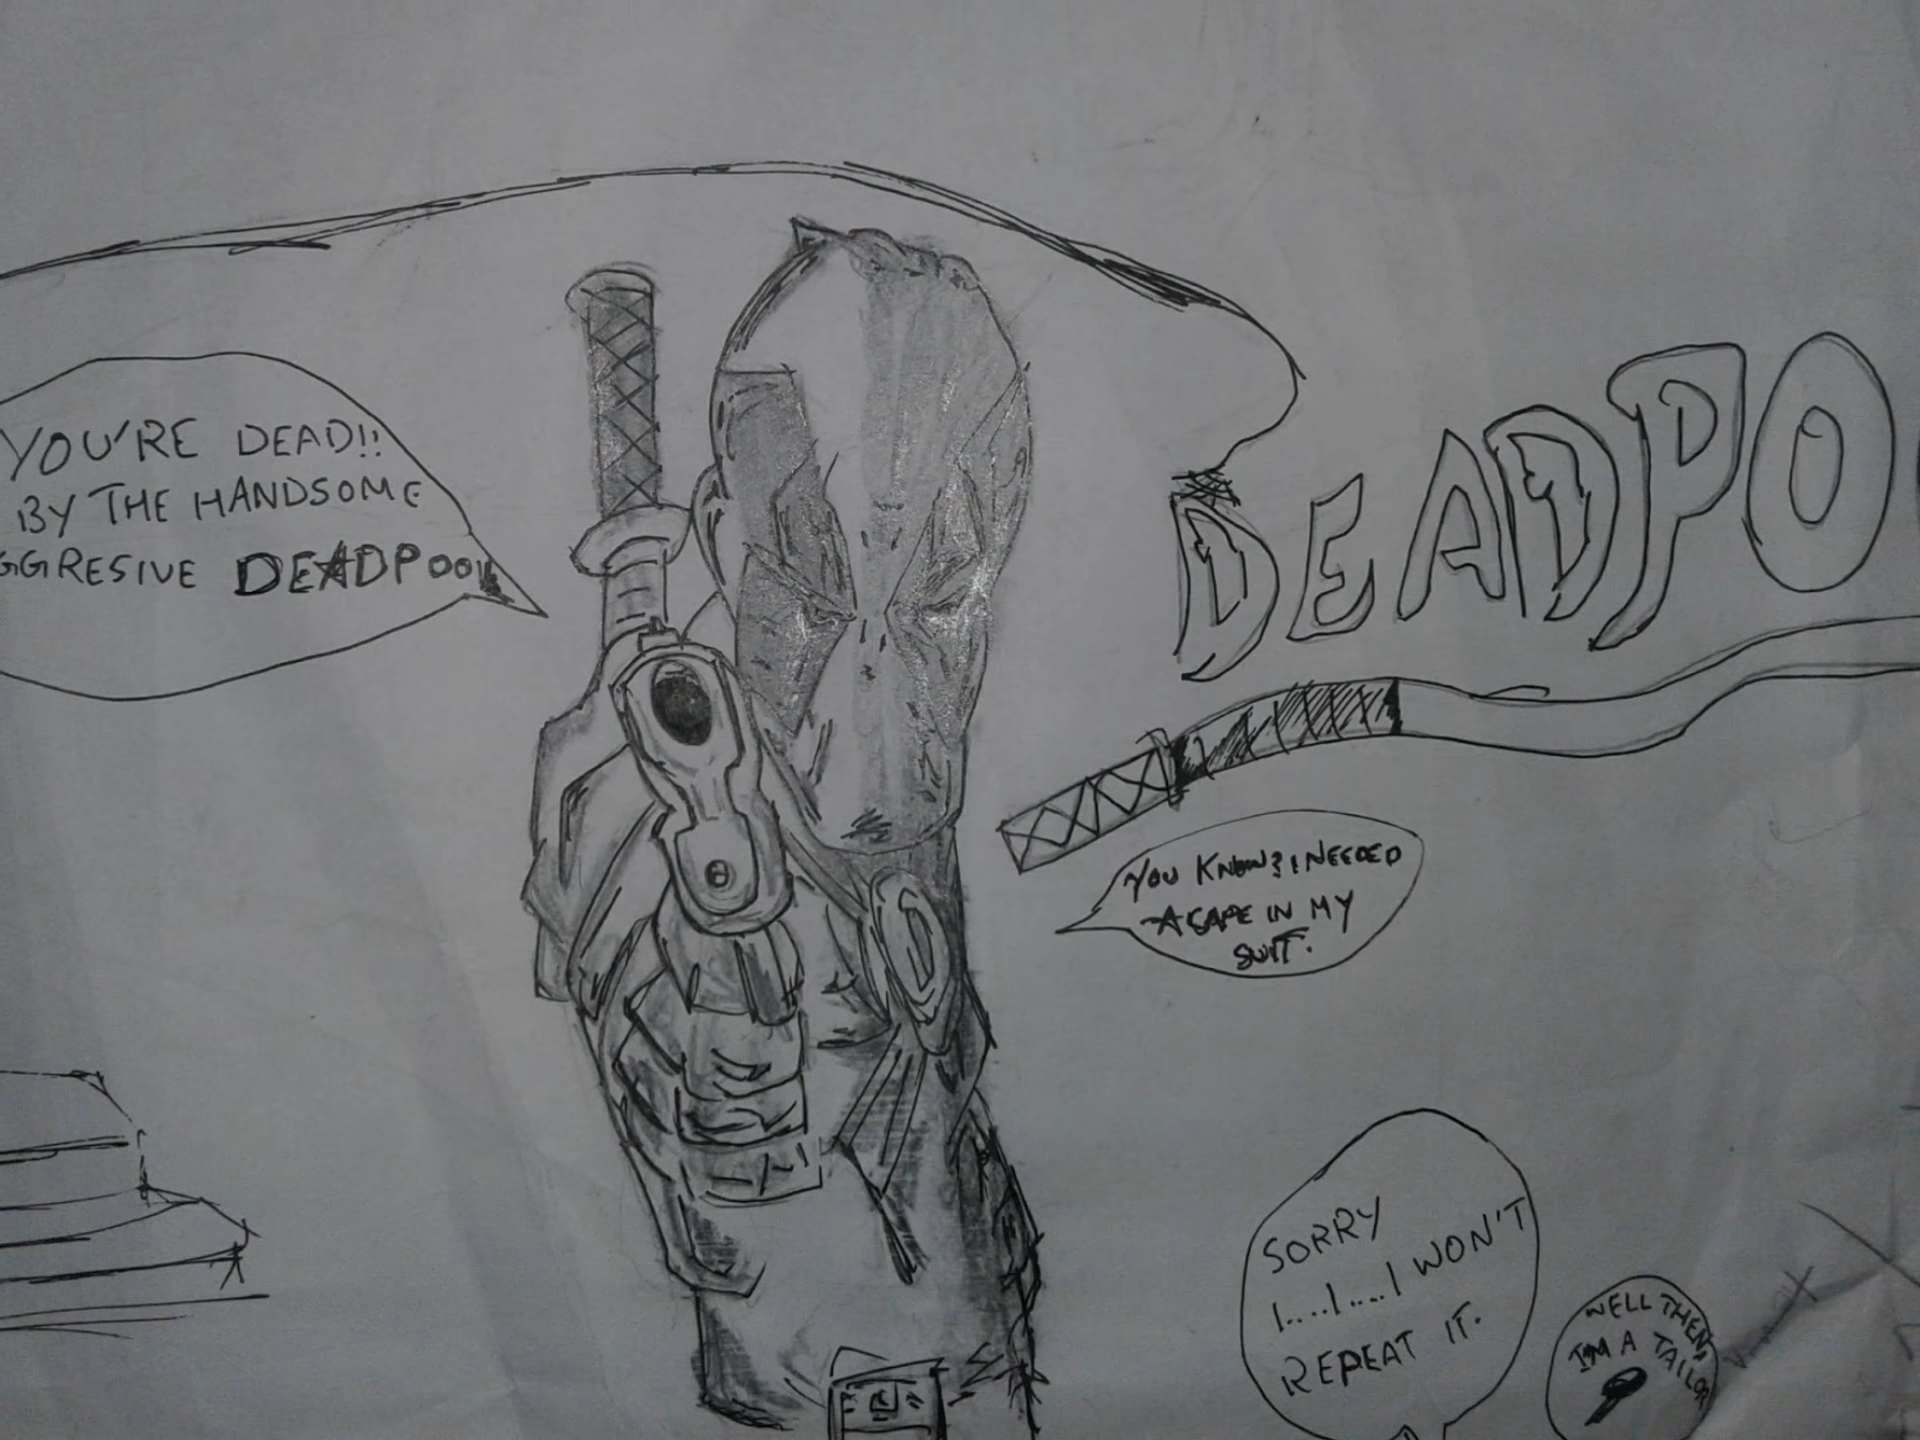 YOU'RE DEAD!!
BY THE HANDSOME
GGRESIVE DEADPOOL
DEADPO
YOU KNOW? I NEEDED
A CAPE IN MY
SUIT.
SORRY
I....I....I WON'T
REPEAT IT.
WELL THEN,
I'M A TAILOR